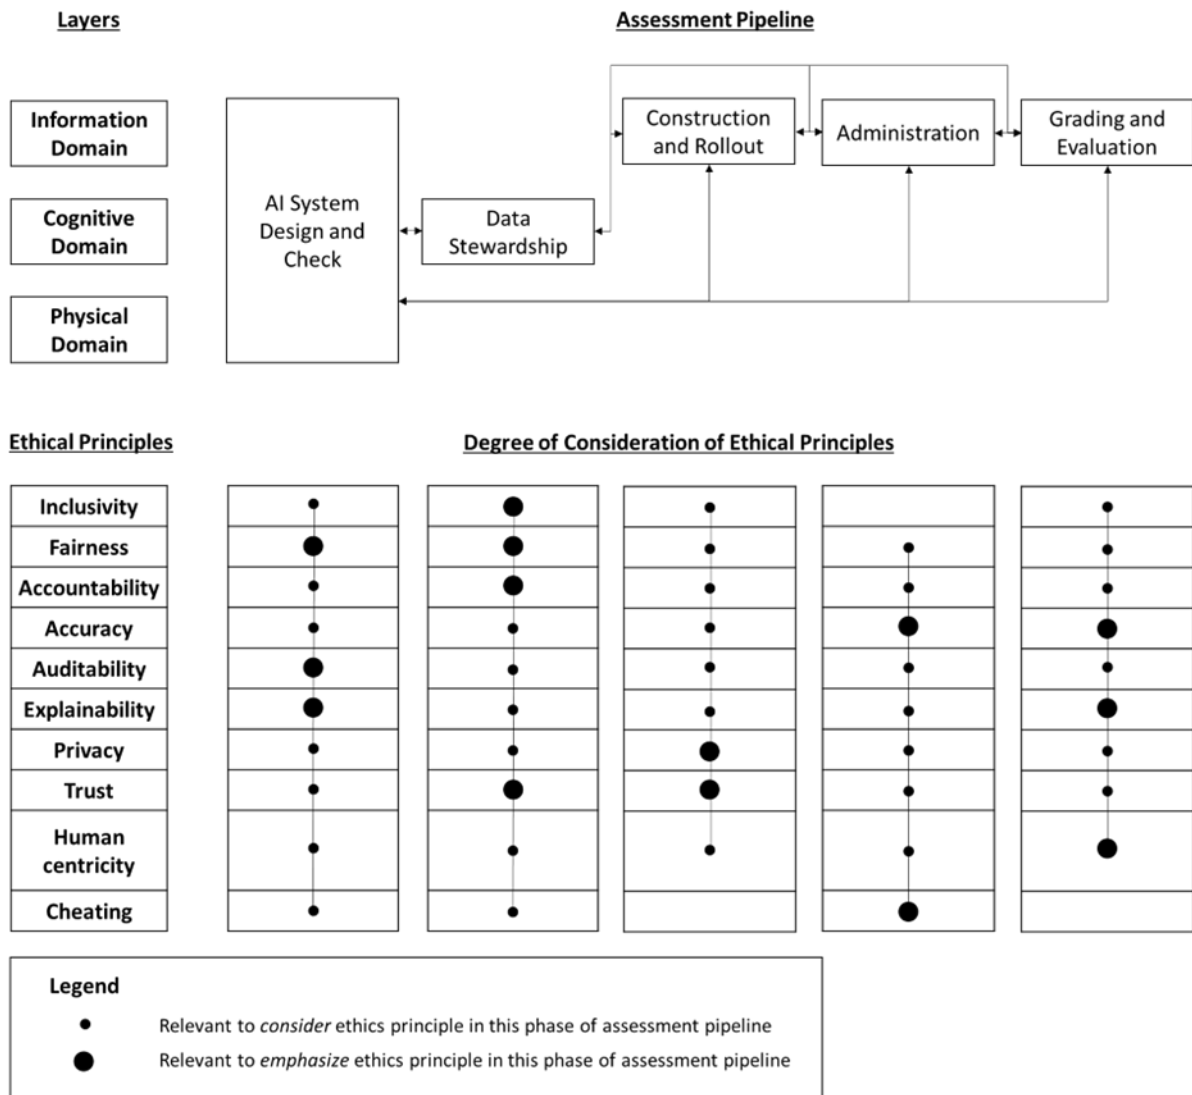 Layers
Assessment Pipeline
Information
Domain
Cognitive
Domain
Physical
Domain
AI System
Design and
Check
Data
Stewardship
Construction
and Rollout
Administration
Grading and
Evaluation
Ethical Principles
Degree of Consideration of Ethical Principles
Inclusivity
Fairness
Accountability
Accuracy
Auditability
Explainability
Privacy
Trust
Human
centricity
Cheating
Legend
Relevant to consider ethics principle in this phase of assessment pipeline
Relevant to emphasize ethics principle in this phase of assessment pipeline